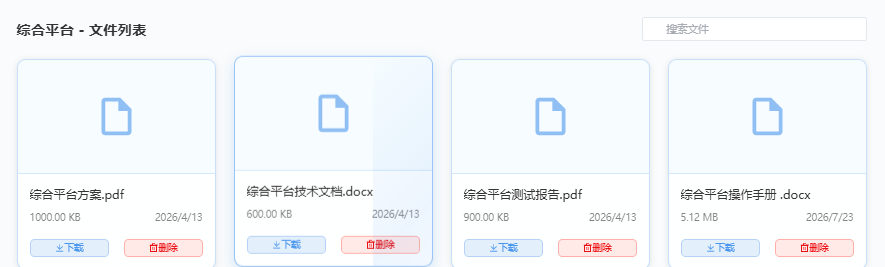 综合平台 - 文件列表
搜索文件
综合平台方案.pdf
1000.00 KB 2026/4/13
下载 删除
综合平台技术文档.docx
600.00 KB 2026/4/13
下载 删除
综合平台测试报告.pdf
900.00 KB 2026/4/13
下载 删除
综合平台操作手册 .docx
5.12 MB 2026/7/23
下载 删除